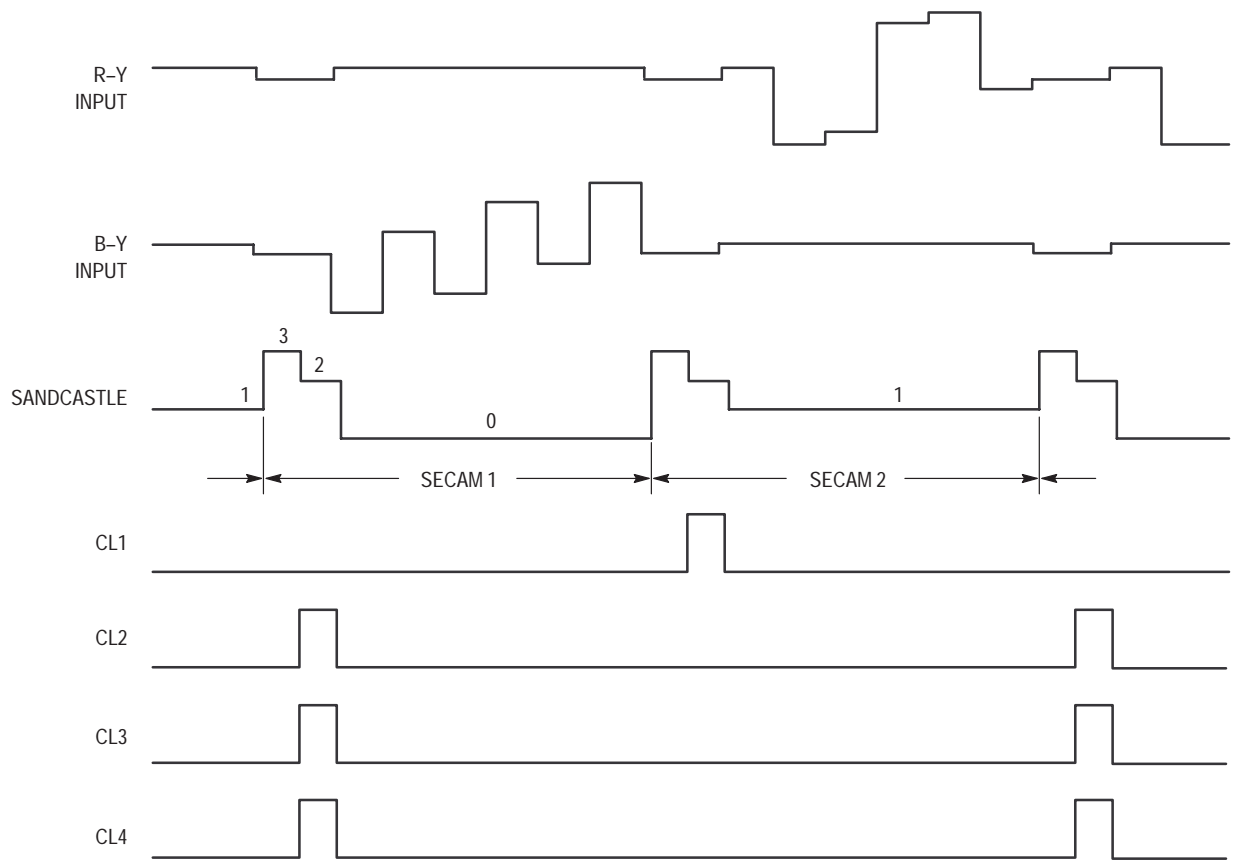 R–Y
INPUT
B–Y
INPUT
3
2
SANDCASTLE
1
1
0
SECAM 1
SECAM 2
CL1
CL2
CL3
CL4